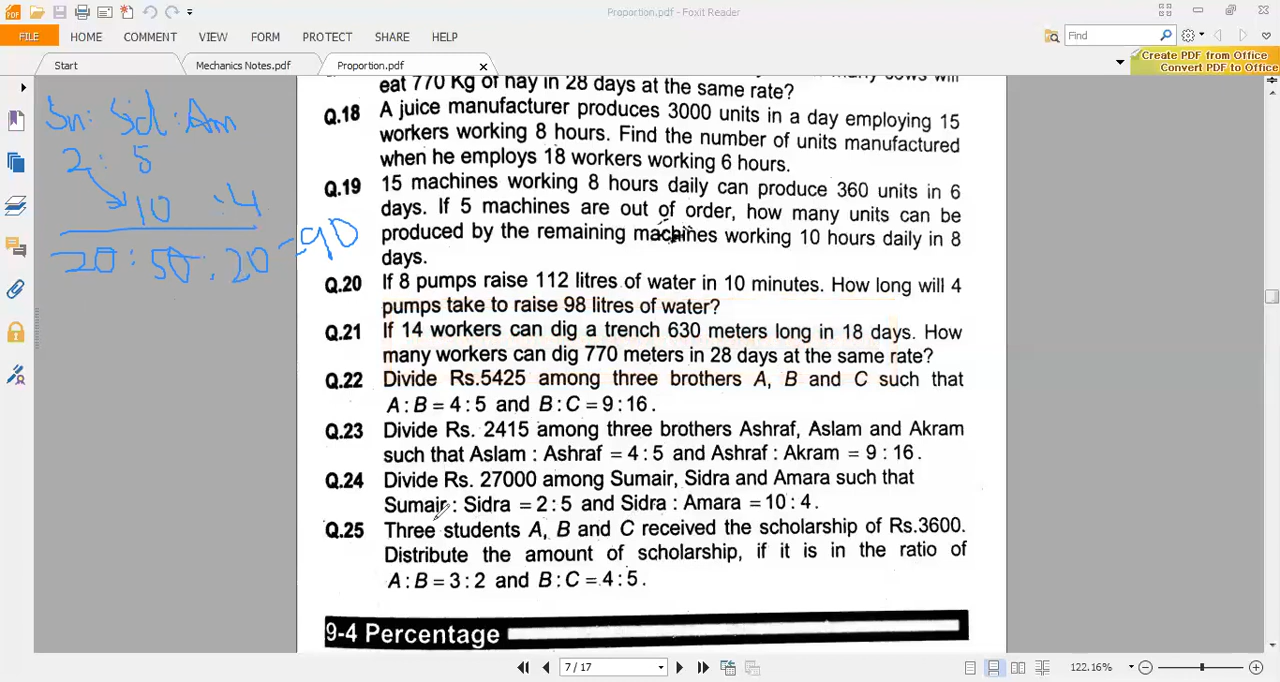 Proportion.pdf - Foxit Reader
FILE HOME COMMENT VIEW FORM PROTECT SHARE HELP
Find
Create PDF from Office
Convert PDF to Office
Start Mechanics Notes.pdf Proportion.pdf
eat 770 Kg of hay in 28 days at the same rate?
Q.18 A juice manufacturer produces 3000 units in a day employing 15
workers working 8 hours. Find the number of units manufactured
when he employs 18 workers working 6 hours.
Q.19 15 machines working 8 hours daily can produce 360 units in 6
days. If 5 machines are out of order, how many units can be
produced by the remaining machines working 10 hours daily in 8
days.
Q.20 If 8 pumps raise 112 litres of water in 10 minutes. How long will 4
pumps take to raise 98 litres of water?
Q.21 If 14 workers can dig a trench 630 meters long in 18 days. How
many workers can dig 770 meters in 28 days at the same rate?
Q.22 Divide Rs.5425 among three brothers A, B and C such that
A : B = 4 : 5 and B : C = 9 : 16.
Q.23 Divide Rs. 2415 among three brothers Ashraf, Aslam and Akram
such that Aslam : Ashraf = 4 : 5 and Ashraf : Akram = 9 : 16.
Q.24 Divide Rs. 27000 among Sumair, Sidra and Amara such that
Sumair : Sidra = 2 : 5 and Sidra : Amara = 10 : 4.
Q.25 Three students A, B and C received the scholarship of Rs.3600.
Distribute the amount of scholarship, if it is in the ratio of
A : B = 3 : 2 and B : C = 4 : 5.
9-4 Percentage
Sn : Sid : Am
2 : 5
10 : 4
20 : 50 : 20 = 90
7 / 17
122.16%